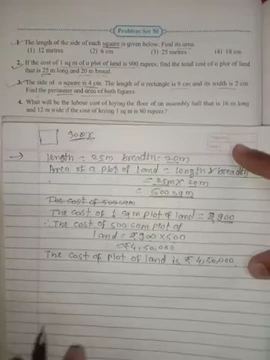 Problem Set 50
1. The length of the side of each square is given below. Find its area.
(1) 12 metres (2) 6 cm (3) 25 metres (4) 18 cm
2. If the cost of 1 sq m of a plot of land is 900 rupees, find the total cost of a plot of land
that is 25 m long and 20 m broad.
3. The side of a square is 4 cm. The length of a rectangle is 8 cm and its width is 2 cm.
Find the perimeter and area of both figures.
4. What will be the labour cost of laying the floor of an assembly hall that is 16 m long
and 12 m wide if the cost of laying 1 sq m is 80 rupees?
→ length = 25m breadth = 20m
Area of a plot of land = length × breadth
= 25m × 20m
= 500 sqm
The cost of 500 sqm
The cost of 1 sqm plot of land = ₹900
∴ The cost of 500 sqm plot of
land = ₹900 × 500
= ₹4,50,000
The cost of plot of land is ₹4,50,000